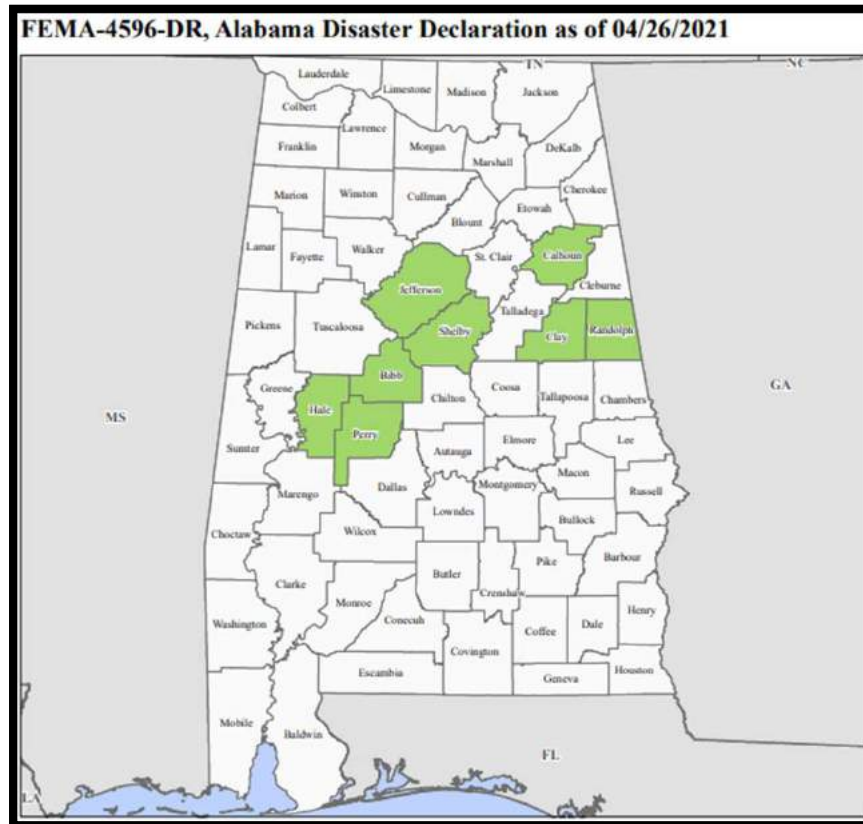 FEMA-4596-DR, Alabama Disaster Declaration as of 04/26/2021
TN
NC
Lauderdale
Limestone
Madison
Jackson
Colbert
Lawrence
Franklin
Morgan
Marshall
DeKalb
Cherokee
Marion
Winston
Cullman
Etowah
Blount
Lamar
Fayette
Walker
St. Clair
Calhoun
Cleburne
Jefferson
Talladega
Pickens
Tuscaloosa
Shelby
Clay
Randolph
Bibb
Greene
Hale
Chilton
Coosa
Tallapoosa
Chambers
GA
MS
Perry
Sumter
Autauga
Elmore
Lee
Macon
Dallas
Montgomery
Russell
Marengo
Lowndes
Bullock
Choctaw
Wilcox
Pike
Barbour
Butler
Clarke
Crenshaw
Monroe
Henry
Conecuh
Washington
Coffee
Dale
Covington
Escambia
Geneva
Houston
Mobile
Baldwin
FL
LA